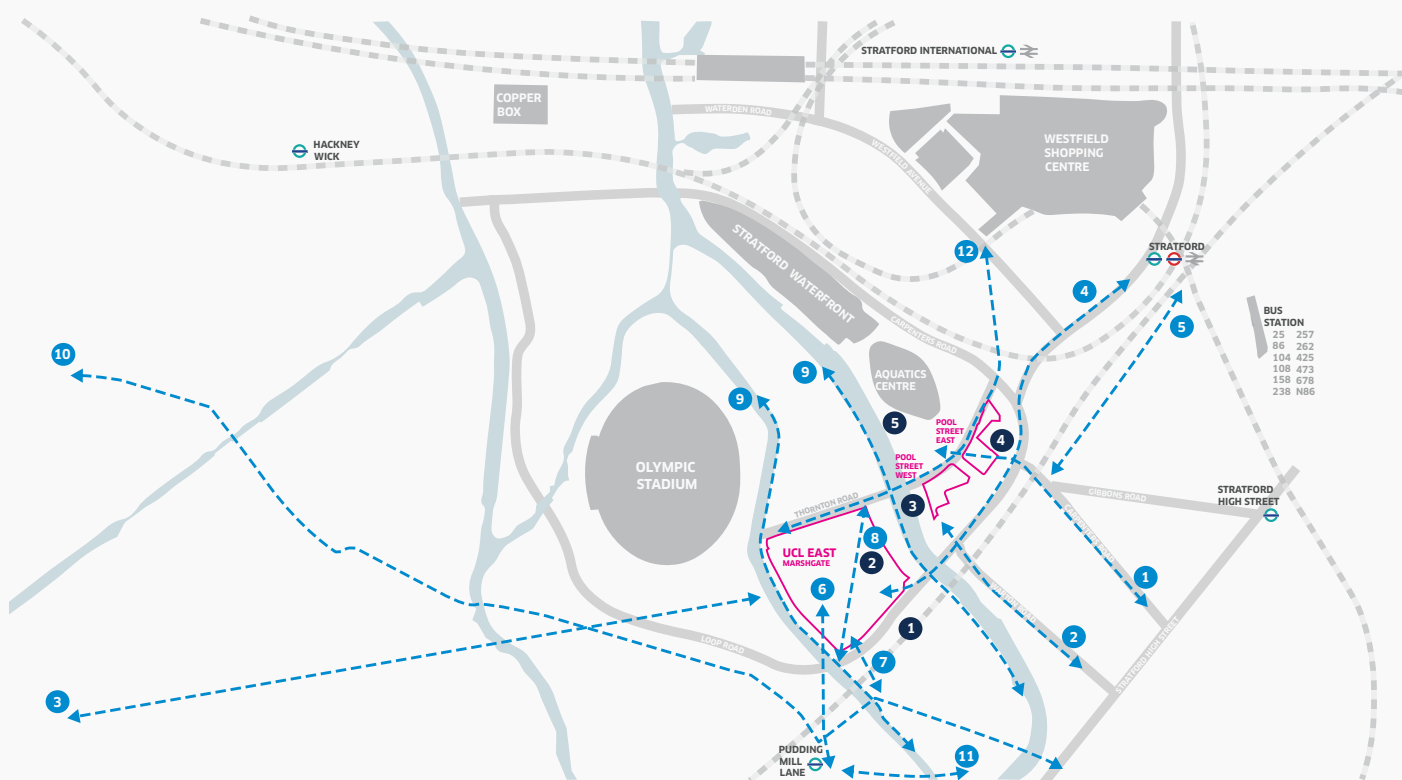 STRATFORD INTERNATIONAL
COPPER
BOX
WATERDEN ROAD
HACKNEY
WICK
WESTFIELD
SHOPPING
CENTRE
WESTFIELD AVENUE
STRATFORD WATERFRONT
12
STRATFORD
4
5
BUS
STATION
25 257
86 262
104 425
108 473
158 678
238 N86
CARPENTERS ROAD
10
9
9
AQUATICS
CENTRE
5
POOL
STREET
EAST
4
POOL
STREET
WEST
OLYMPIC
STADIUM
THORNTON ROAD
3
GIBBONS ROAD
STRATFORD
HIGH STREET
CARPENTERS ROAD
UCL EAST
MARSHGATE
8
2
6
1
1
2
LOOP ROAD
7
STRATFORD HIGH STREET
3
PUDDING
MILL
LANE
11